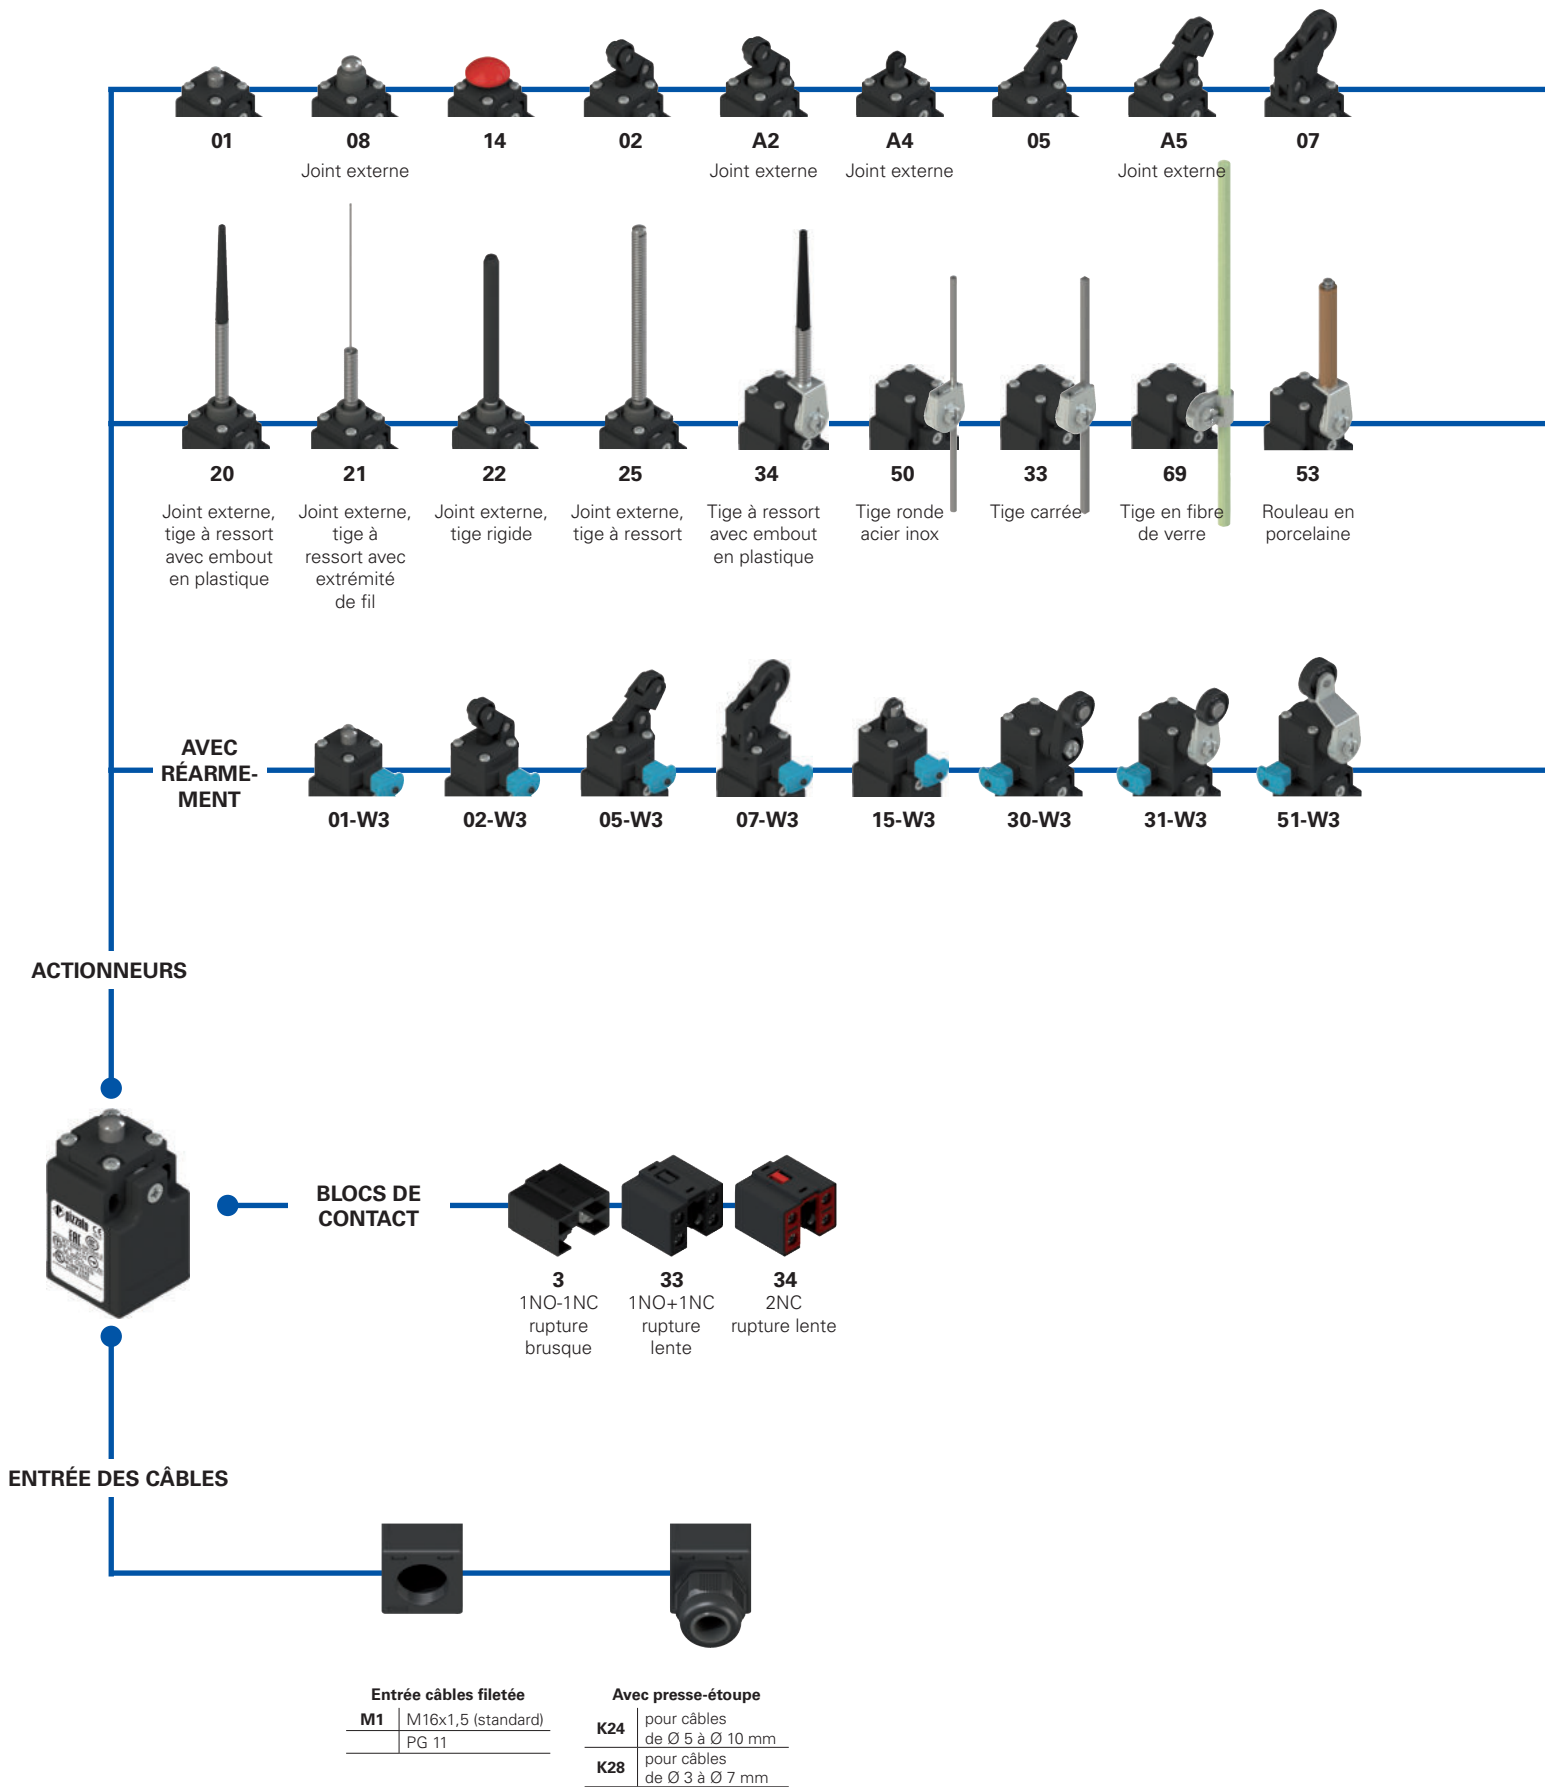 01 08 14 02 A2 A4 05 A5 07
Joint externe Joint externe Joint externe Joint externe
20
Joint externe,
tige à ressort
avec embout
en plastique
21
Joint externe,
tige à
ressort avec
extrémité
de fil
22
Joint externe,
tige rigide
25
Joint externe,
tige à ressort
34
Tige à ressort
avec embout
en plastique
50
Tige ronde
acier inox
33
Tige carrée
69
Tige en fibre
de verre
53
Rouleau en
porcelaine
AVEC
RÉARME-
MENT
01-W3 02-W3 05-W3 07-W3 15-W3 30-W3 31-W3 51-W3
ACTIONNEURS
pizzato CE
EAC
BLOCS DE
CONTACT
3
1NO-1NC
rupture
brusque
33
1NO+1NC
rupture
lente
34
2NC
rupture lente
ENTRÉE DES CÂBLES
Entrée câbles filetée
M1 M16x1,5 (standard)
PG 11
Avec presse-étoupe
K24 pour câbles
de Ø 5 à Ø 10 mm
K28 pour câbles
de Ø 3 à Ø 7 mm